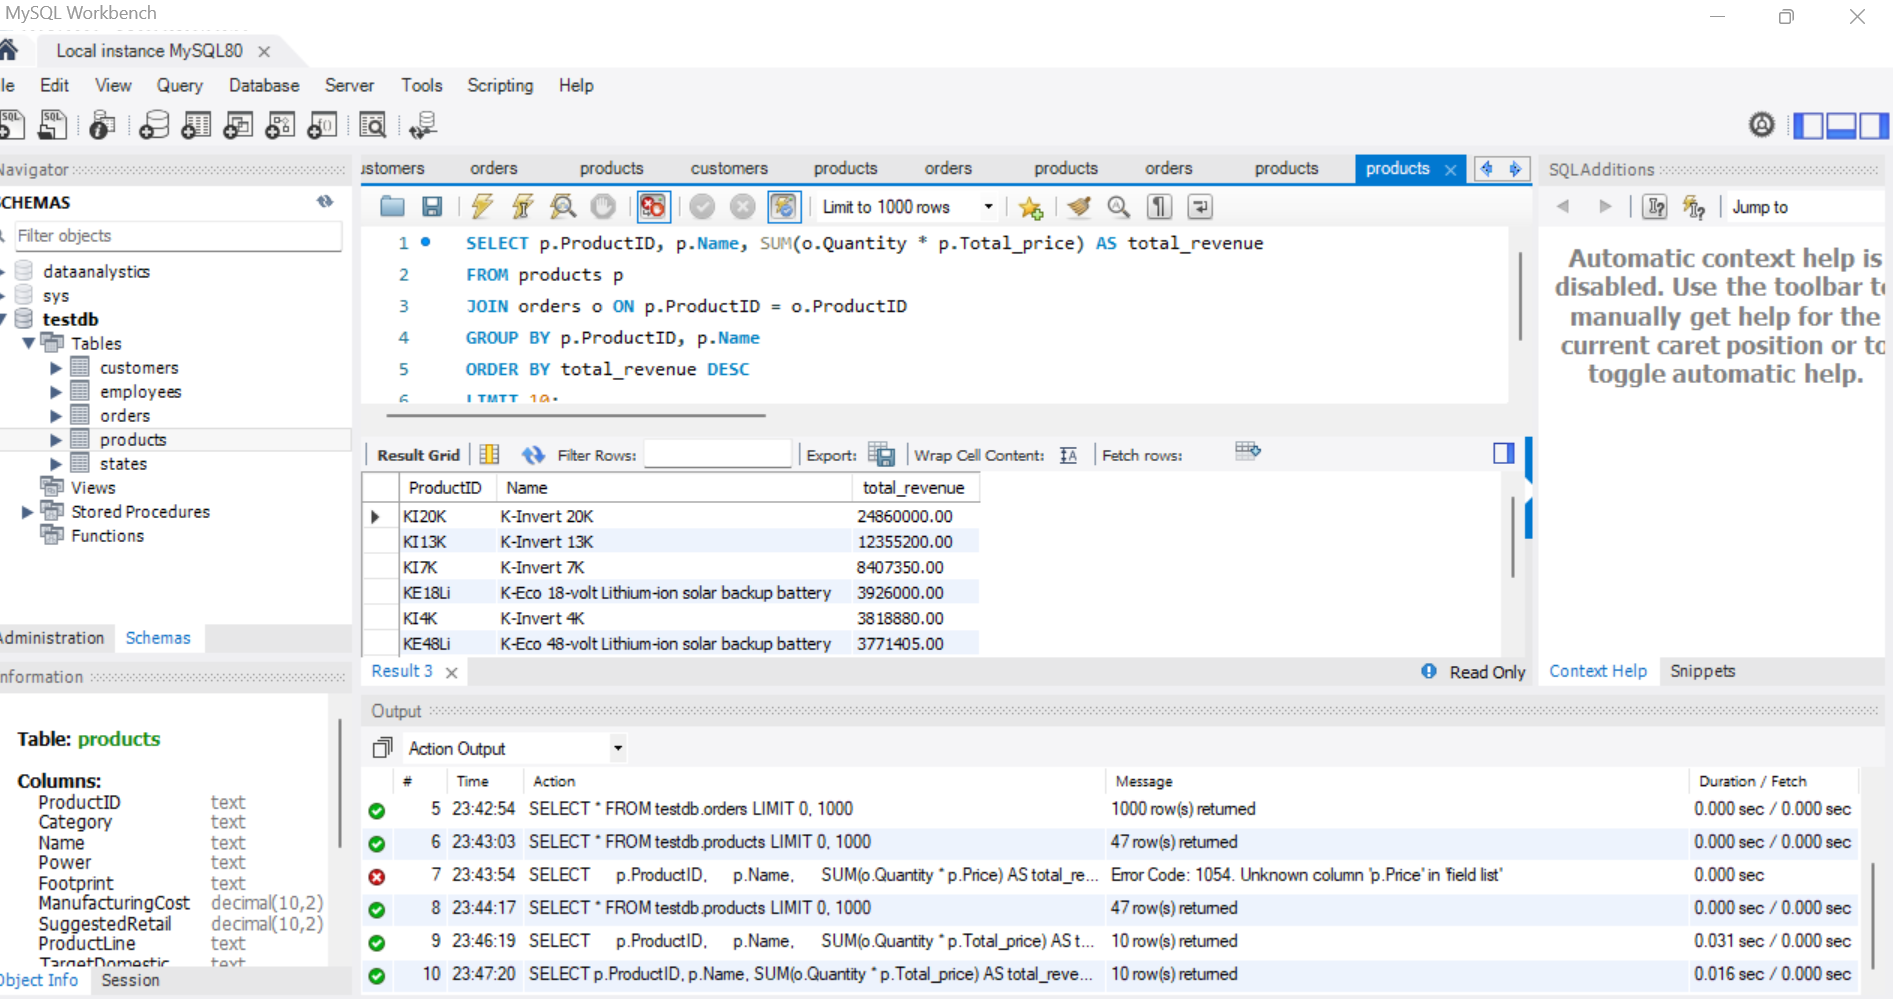 MySQL Workbench
Local instance MySQL80
le Edit View Query Database Server Tools Scripting Help
Navigator
SCHEMAS
Filter objects
dataanalystics
sys
testdb
Tables
customers
employees
orders
products
states
Views
Stored Procedures
Functions
Administration Schemas
Information
Table: products
Columns:
ProductID text
Category text
Name text
Power text
Footprint text
ManufacturingCost decimal(10,2)
SuggestedRetail decimal(10,2)
ProductLine text
TargetDomestic text
Object Info Session
ustomers orders products customers products orders products orders products products
Limit to 1000 rows
1 SELECT p.ProductID, p.Name, SUM(o.Quantity * p.Total_price) AS total_revenue
2 FROM products p
3 JOIN orders o ON p.ProductID = o.ProductID
4 GROUP BY p.ProductID, p.Name
5 ORDER BY total_revenue DESC
6 LIMIT 10;
Result Grid Filter Rows: Export: Wrap Cell Content: Fetch rows:
ProductID Name total_revenue
KI20K K-Invert 20K 24860000.00
KI13K K-Invert 13K 12355200.00
KI7K K-Invert 7K 8407350.00
KE18Li K-Eco 18-volt Lithium-ion solar backup battery 3926000.00
KI4K K-Invert 4K 3818880.00
KE48Li K-Eco 48-volt Lithium-ion solar backup battery 3771405.00
Result 3 Read Only
SQLAdditions
Jump to
Automatic context help is
disabled. Use the toolbar to
manually get help for the
current caret position or to
toggle automatic help.
Context Help Snippets
Output
Action Output
# Time Action Message Duration / Fetch
5 23:42:54 SELECT * FROM testdb.orders LIMIT 0, 1000 1000 row(s) returned 0.000 sec / 0.000 sec
6 23:43:03 SELECT * FROM testdb.products LIMIT 0, 1000 47 row(s) returned 0.000 sec / 0.000 sec
7 23:43:54 SELECT p.ProductID, p.Name, SUM(o.Quantity * p.Price) AS total_re... Error Code: 1054. Unknown column 'p.Price' in 'field list' 0.000 sec
8 23:44:17 SELECT * FROM testdb.products LIMIT 0, 1000 47 row(s) returned 0.000 sec / 0.000 sec
9 23:46:19 SELECT p.ProductID, p.Name, SUM(o.Quantity * p.Total_price) AS t... 10 row(s) returned 0.031 sec / 0.000 sec
10 23:47:20 SELECT p.ProductID, p.Name, SUM(o.Quantity * p.Total_price) AS total_reve... 10 row(s) returned 0.016 sec / 0.000 sec